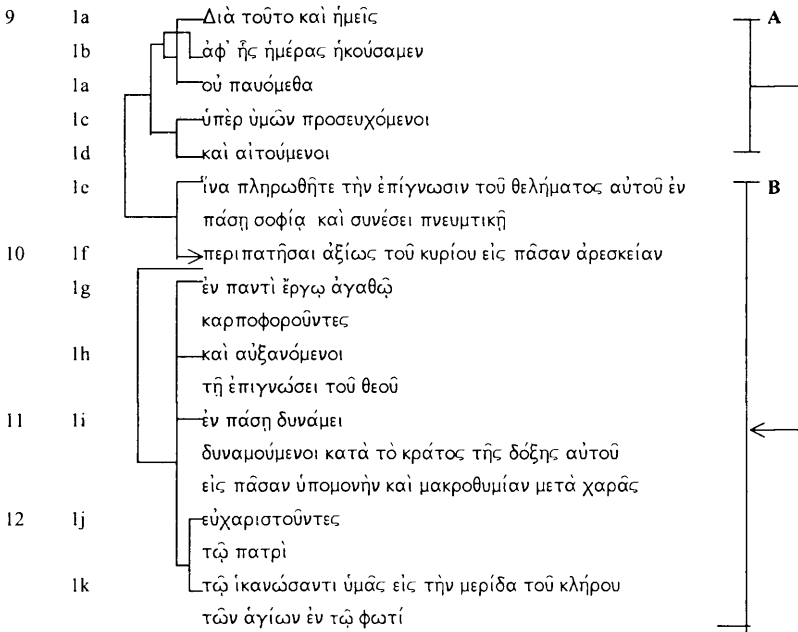 9 1a Διὰ τοῦτο καὶ ἡμεῖς A
1b ἀφ᾽ ἧς ἡμέρας ἠκούσαμεν
1a οὐ παυόμεθα
1c ὑπὲρ ὑμῶν προσευχόμενοι
1d καὶ αἰτούμενοι
1e ἵνα πληρωθῆτε τὴν ἐπίγνωσιν τοῦ θελήματος αὐτοῦ ἐν B
πάσῃ σοφίᾳ καὶ συνέσει πνευμτικῇ
10 1f περιπατῆσαι ἀξίως τοῦ κυρίου εἰς πᾶσαν ἀρεσκείαν
1g ἐν παντὶ ἔργῳ ἀγαθῷ
καρποφοροῦντες
1h καὶ αὐξανόμενοι
τῇ ἐπιγνώσει τοῦ θεοῦ
11 1i ἐν πάσῃ δυνάμει
δυναμούμενοι κατὰ τὸ κράτος τῆς δόξης αὐτοῦ
εἰς πᾶσαν ὑπομονὴν καὶ μακροθυμίαν μετὰ χαρᾶς
12 1j εὐχαριστοῦντες
τῷ πατρὶ
1k τῷ ἱκανώσαντι ὑμᾶς εἰς τὴν μερίδα τοῦ κλήρου
τῶν ἁγίων ἐν τῷ φωτί